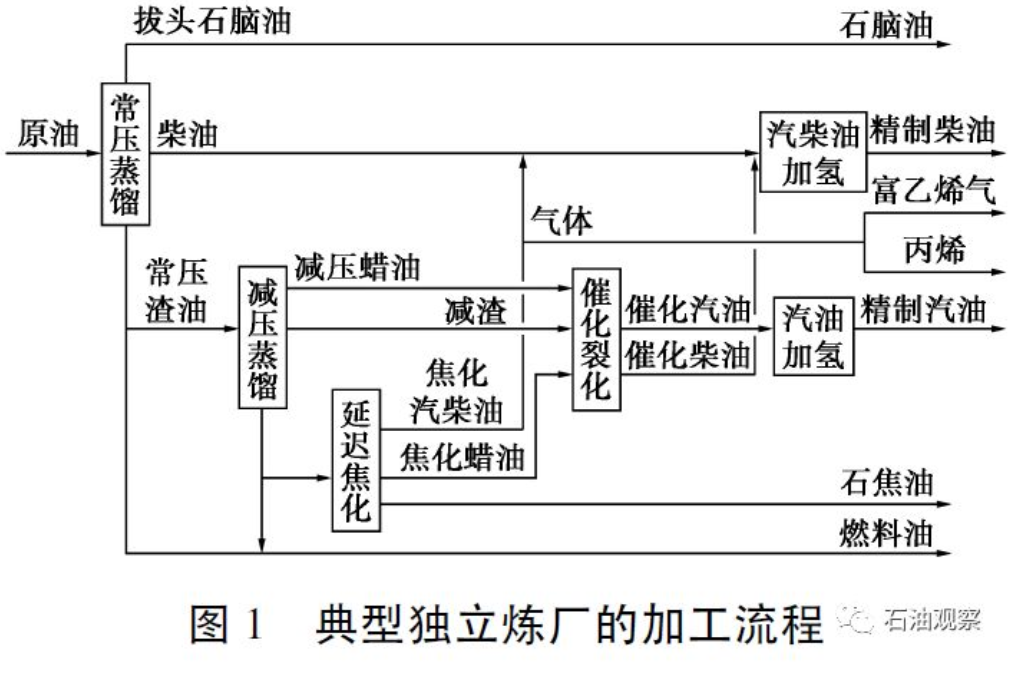 拔头石脑油
石脑油
原油
常压蒸馏
柴油
汽柴油
加氢
精制柴油
富乙烯气
气体
丙烯
常压
渣油
减压蒸馏
减压蜡油
减渣
催化裂化
催化汽油
催化柴油
汽油
加氢
精制汽油
焦化
汽柴油
延迟焦化
焦化蜡油
石焦油
燃料油
图 1 典型独立炼厂的加工流程
石油观察